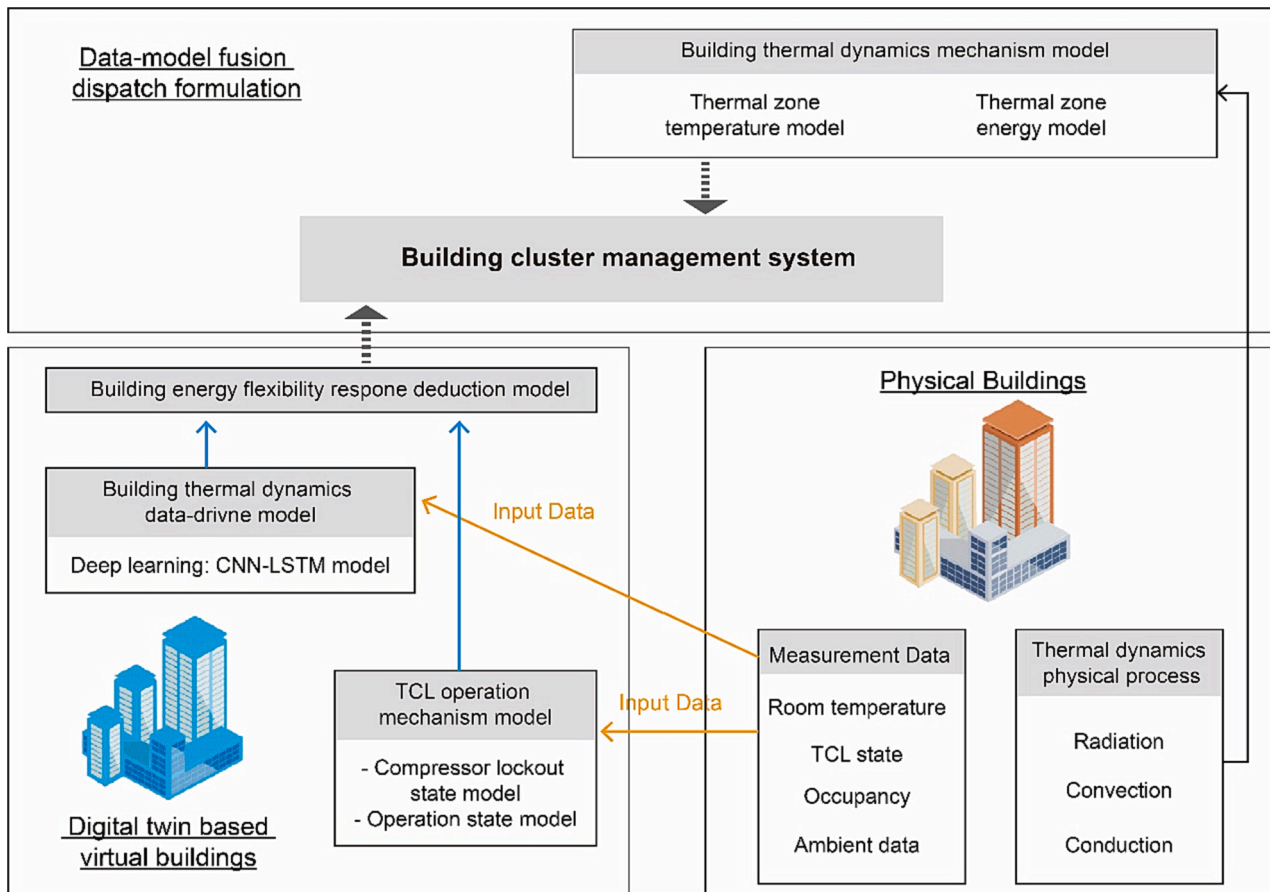 Data-model fusion
dispatch formulation
Building thermal dynamics mechanism model
Thermal zone
temperature model
Thermal zone
energy model
Building cluster management system
Building energy flexibility respone deduction model
Building thermal dynamics
data-drivne model
Deep learning: CNN-LSTM model
Input Data
TCL operation
mechanism model
- Compressor lockout
state model
- Operation state model
Digital twin based
virtual buildings
Input Data
Physical Buildings
Measurement Data
Room temperature
TCL state
Occupancy
Ambient data
Thermal dynamics
physical process
Radiation
Convection
Conduction